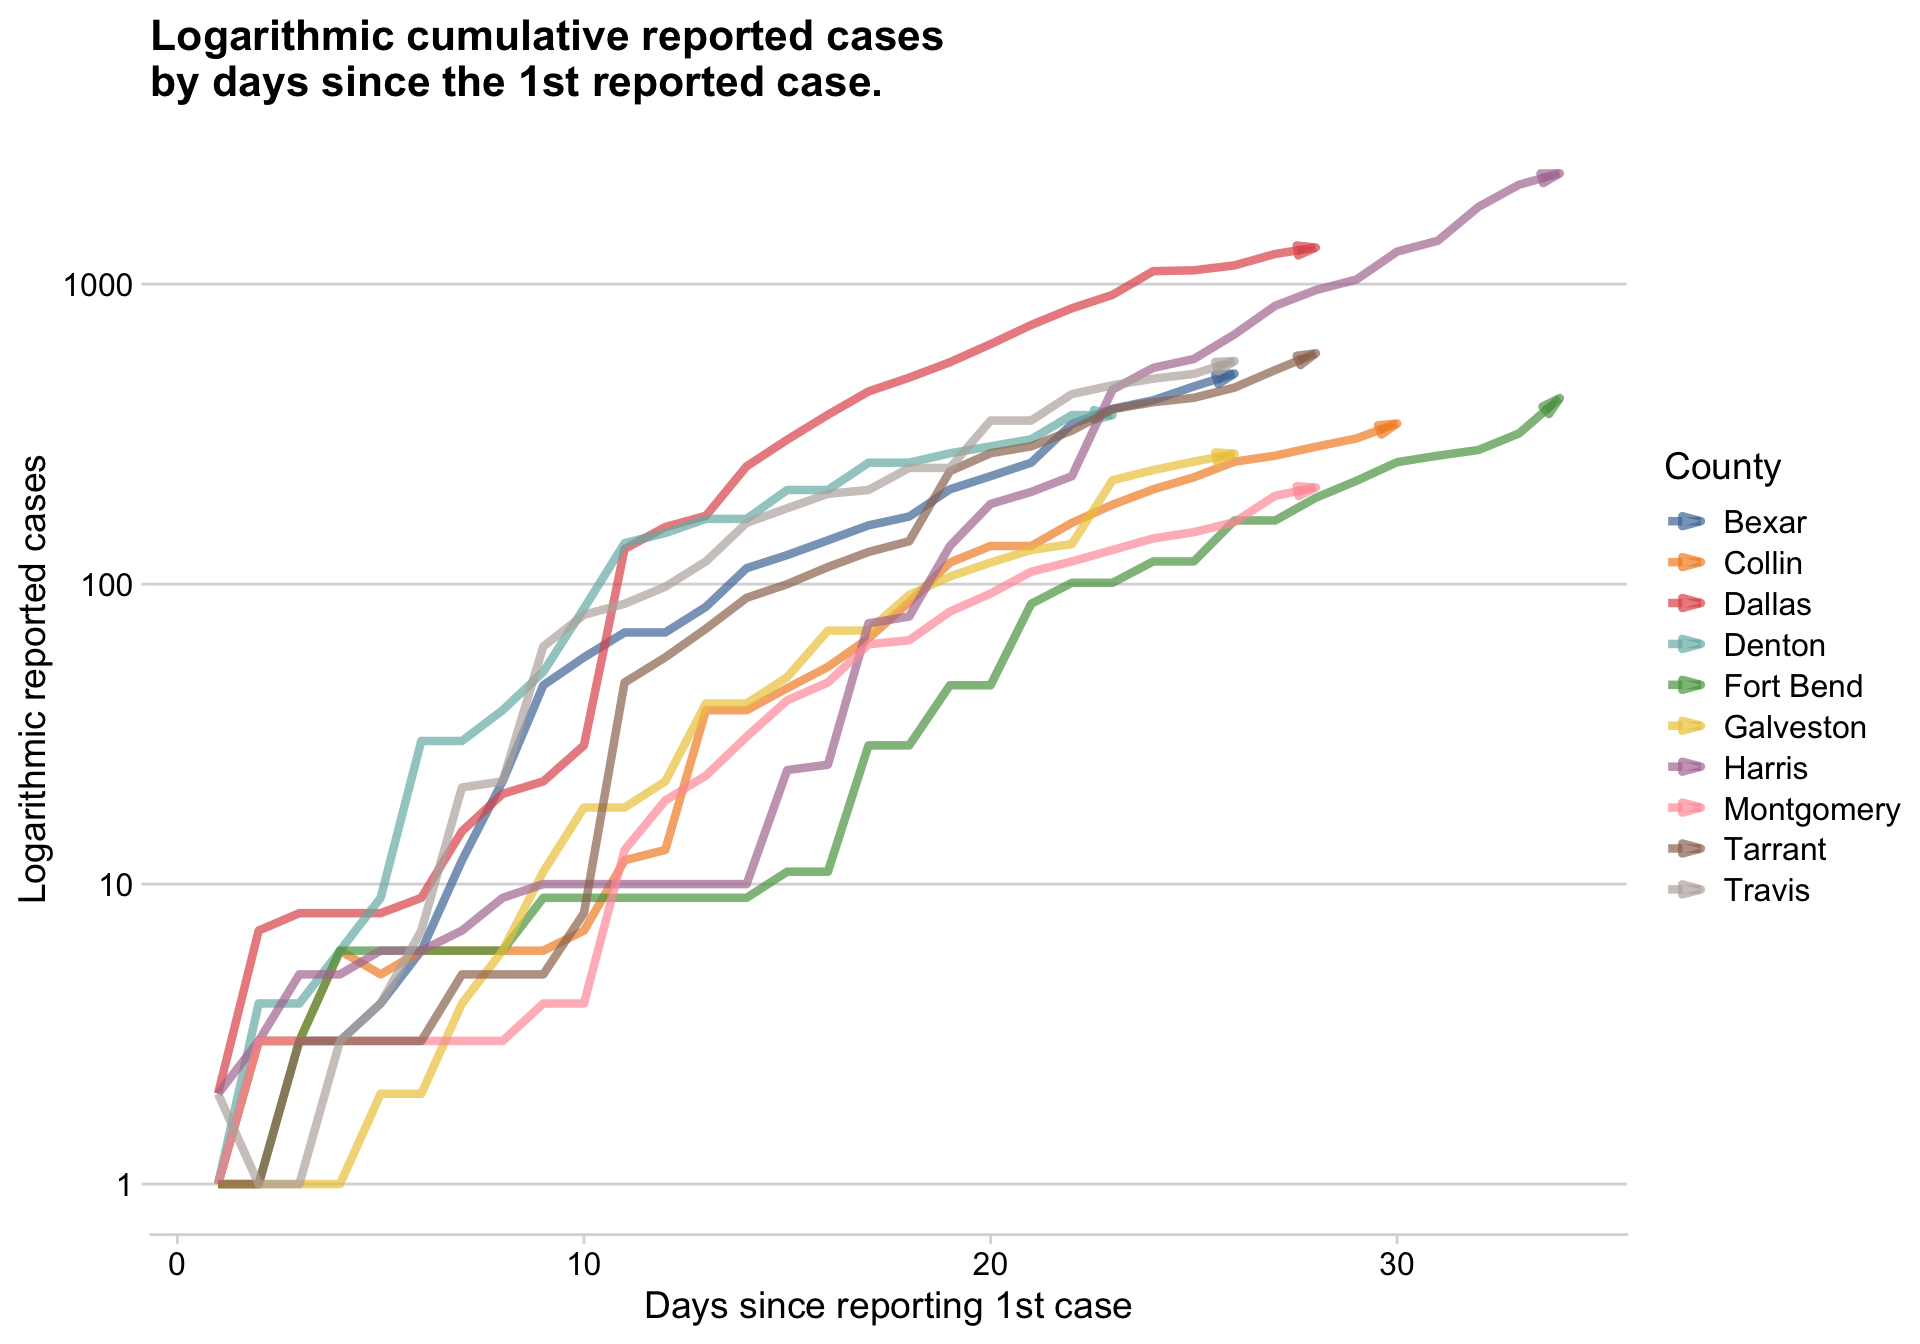 Logarithmic cumulative reported cases
by days since the 1st reported case.
Logarithmic reported cases
1000
100
10
1
0
10
20
30
Days since reporting 1st case
County
Bexar
Collin
Dallas
Denton
Fort Bend
Galveston
Harris
Montgomery
Tarrant
Travis